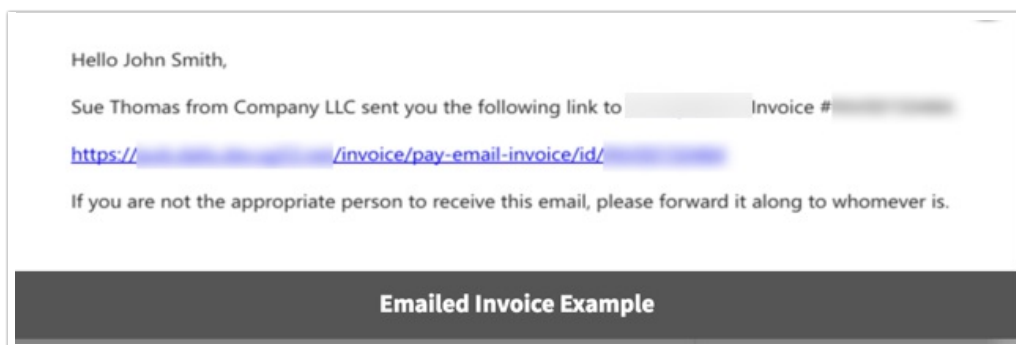 Hello John Smith,
Sue Thomas from Company LLC sent you the following link to Invoice #
https:// /invoice/pay-email-invoice/id/
If you are not the appropriate person to receive this email, please forward it along to whomever is.
Emailed Invoice Example